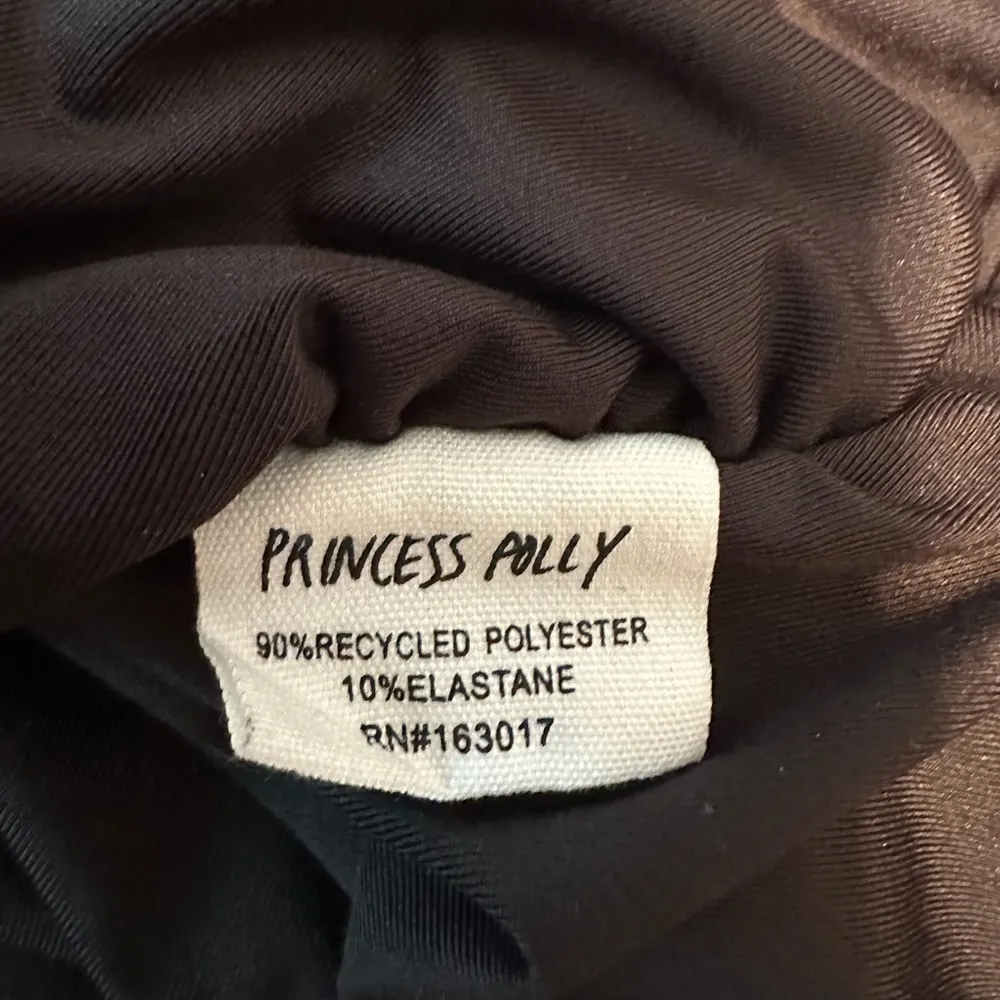 PRINCESS POLLY
90%RECYCLED POLYESTER
10%ELASTANE
RN#163017